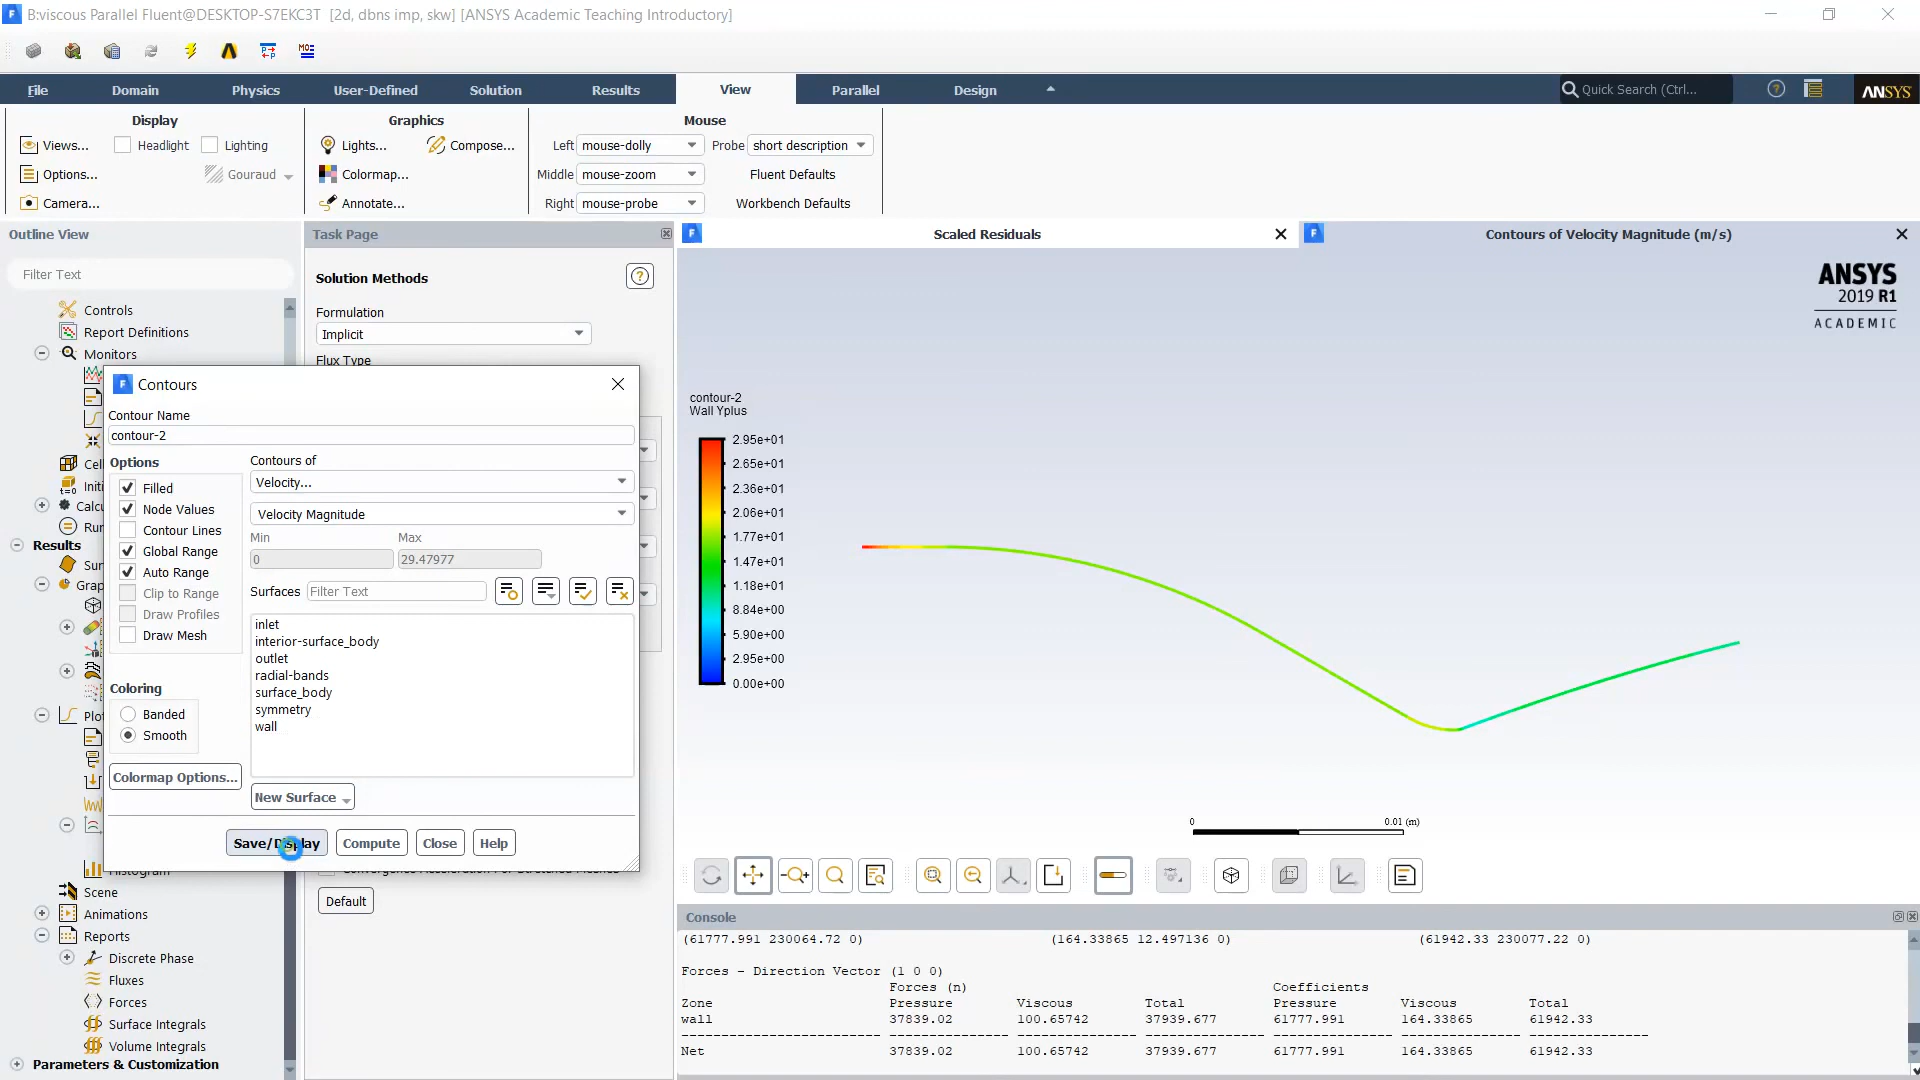 B:viscous Parallel Fluent@DESKTOP-S7EKC3T [2d, dbns imp, skw] [ANSYS Academic Teaching Introductory]
File Domain Physics User-Defined Solution Results View Parallel Design Quick Search (Ctrl... ANSYS
Display Graphics Mouse
Views... Headlight Lighting Lights... Compose... Left mouse-dolly Probe short description
Options... Gouraud Colormap... Middle mouse-zoom Fluent Defaults
Camera... Annotate... Right mouse-probe Workbench Defaults
Outline View
Filter Text
Controls
Report Definitions
Monitors
Cel
Initi
Calcu
Run
Results
Sur
Grap
Plot
Histogram
Scene
Animations
Reports
Discrete Phase
Fluxes
Forces
Surface Integrals
Volume Integrals
Parameters & Customization
Task Page
Solution Methods
Formulation
Implicit
Flux Type
Default
Contours
Contour Name
contour-2
Options
Filled
Node Values
Contour Lines
Global Range
Auto Range
Clip to Range
Draw Profiles
Draw Mesh
Coloring
Banded
Smooth
Colormap Options...
Contours of
Velocity...
Velocity Magnitude
Min Max
0 29.47977
Surfaces Filter Text
inlet
interior-surface_body
outlet
radial-bands
surface_body
symmetry
wall
New Surface
Save/Display Compute Close Help
Scaled Residuals
Contours of Velocity Magnitude (m/s)
ANSYS
2019 R1
ACADEMIC
contour-2
Wall Yplus
2.95e+01
2.65e+01
2.36e+01
2.06e+01
1.77e+01
1.47e+01
1.18e+01
8.84e+00
5.90e+00
2.95e+00
0.00e+00
0 0.01 (m)
Console
(61777.991 230064.72 0) (164.33865 12.497136 0) (61942.33 230077.22 0)
Forces - Direction Vector (1 0 0)
Forces (n) Coefficients
Zone Pressure Viscous Total Pressure Viscous Total
wall 37839.02 100.65742 37939.677 61777.991 164.33865 61942.33
Net 37839.02 100.65742 37939.677 61777.991 164.33865 61942.33